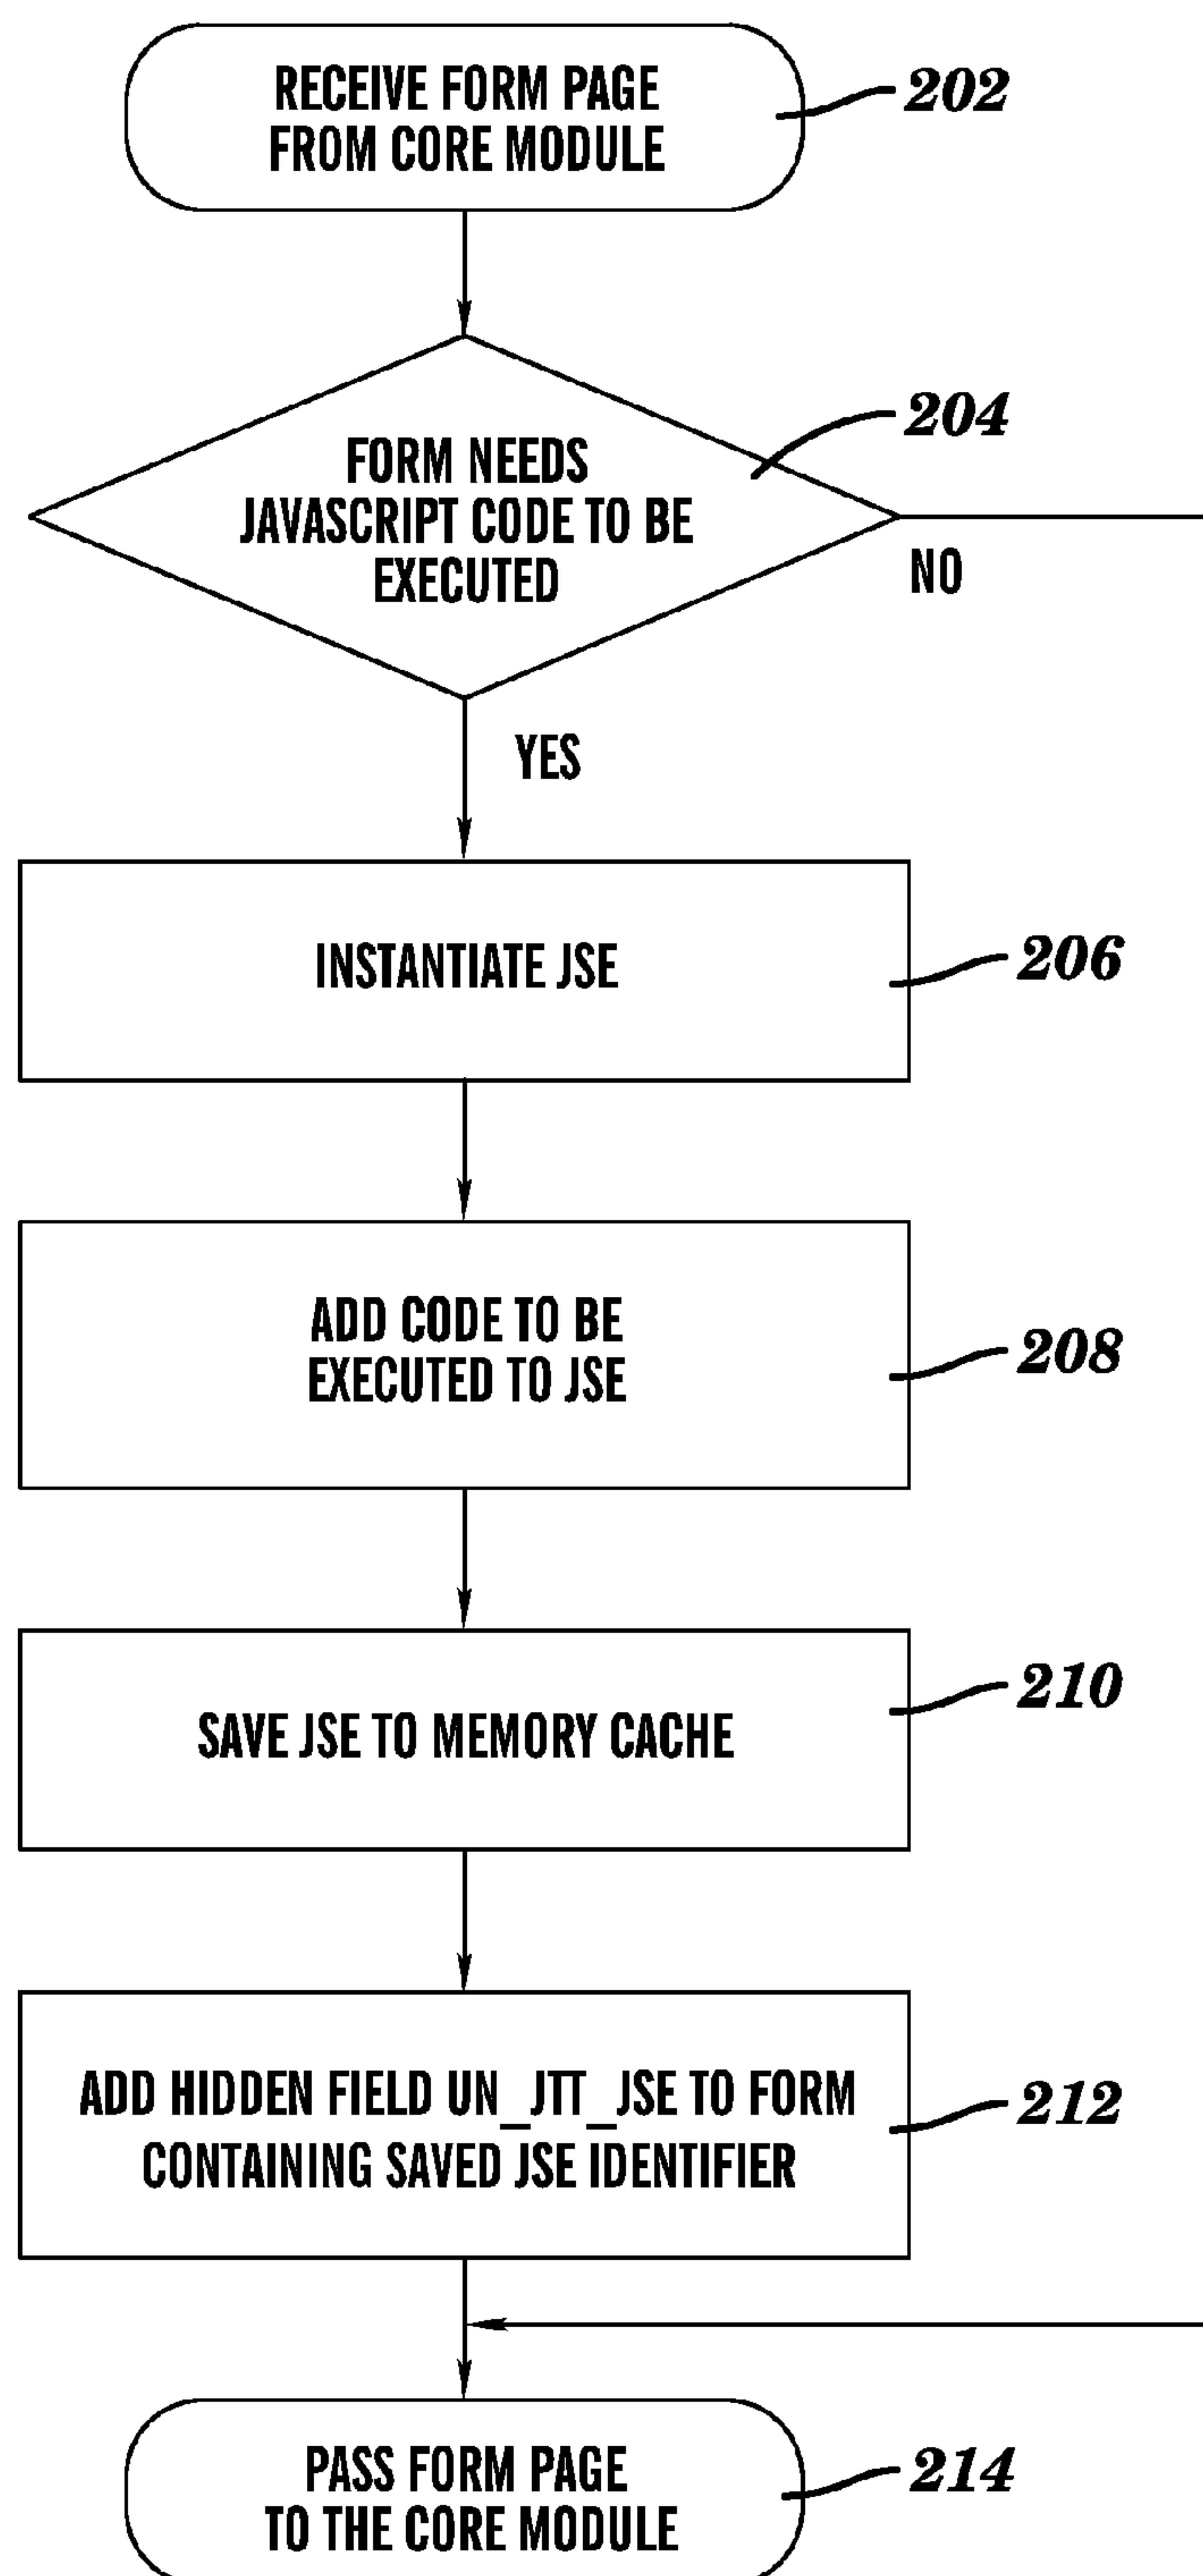 RECEIVE FORM PAGE
FROM CORE MODULE
202
FORM NEEDS
JAVASCRIPT CODE TO BE
EXECUTED
204
NO
YES
INSTANTIATE JSE
206
ADD CODE TO BE
EXECUTED TO JSE
208
SAVE JSE TO MEMORY CACHE
210
ADD HIDDEN FIELD UN_JTT_JSE TO FORM
CONTAINING SAVED JSE IDENTIFIER
212
PASS FORM PAGE
TO THE CORE MODULE
214